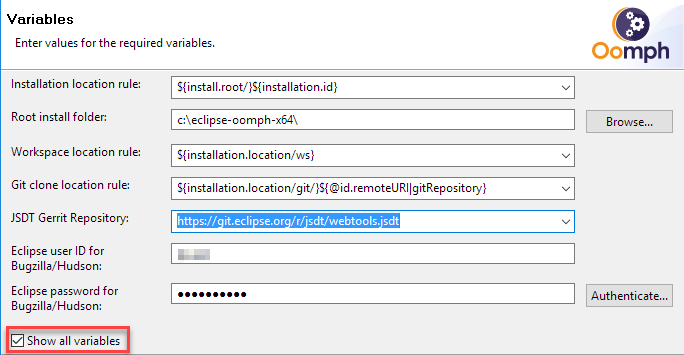 Variables
Enter values for the required variables.
Oomph
Installation location rule:
${install.root/}${installation.id}
Root install folder:
c:\eclipse-oomph-x64\
Browse...
Workspace location rule:
${installation.location/ws}
Git clone location rule:
${installation.location/git/}${@id.remoteURI|gitRepository}
JSDT Gerrit Repository:
https://git.eclipse.org/r/jsdt/webtools.jsdt
Eclipse user ID for
Bugzilla/Hudson:
Eclipse password for
Bugzilla/Hudson:
●●●●●●●●●●
Authenticate...
Show all variables